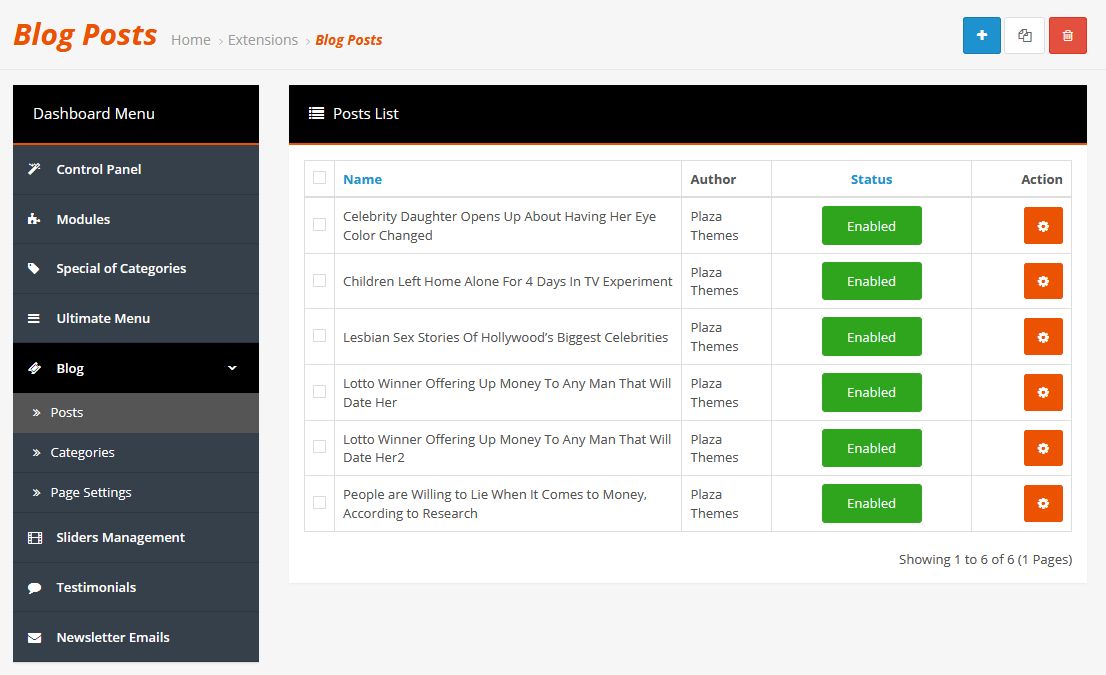 Blog Posts
Home › Extensions › Blog Posts
Dashboard Menu
Control Panel
Modules
Special of Categories
Ultimate Menu
Blog
» Posts
» Categories
» Page Settings
Sliders Management
Testimonials
Newsletter Emails
Posts List
Name Author Status Action
Celebrity Daughter Opens Up About Having Her Eye
Color Changed
Plaza
Themes
Enabled
Children Left Home Alone For 4 Days In TV Experiment
Plaza
Themes
Enabled
Lesbian Sex Stories Of Hollywood’s Biggest Celebrities
Plaza
Themes
Enabled
Lotto Winner Offering Up Money To Any Man That Will
Date Her
Plaza
Themes
Enabled
Lotto Winner Offering Up Money To Any Man That Will
Date Her2
Plaza
Themes
Enabled
People are Willing to Lie When It Comes to Money,
According to Research
Plaza
Themes
Enabled
Showing 1 to 6 of 6 (1 Pages)